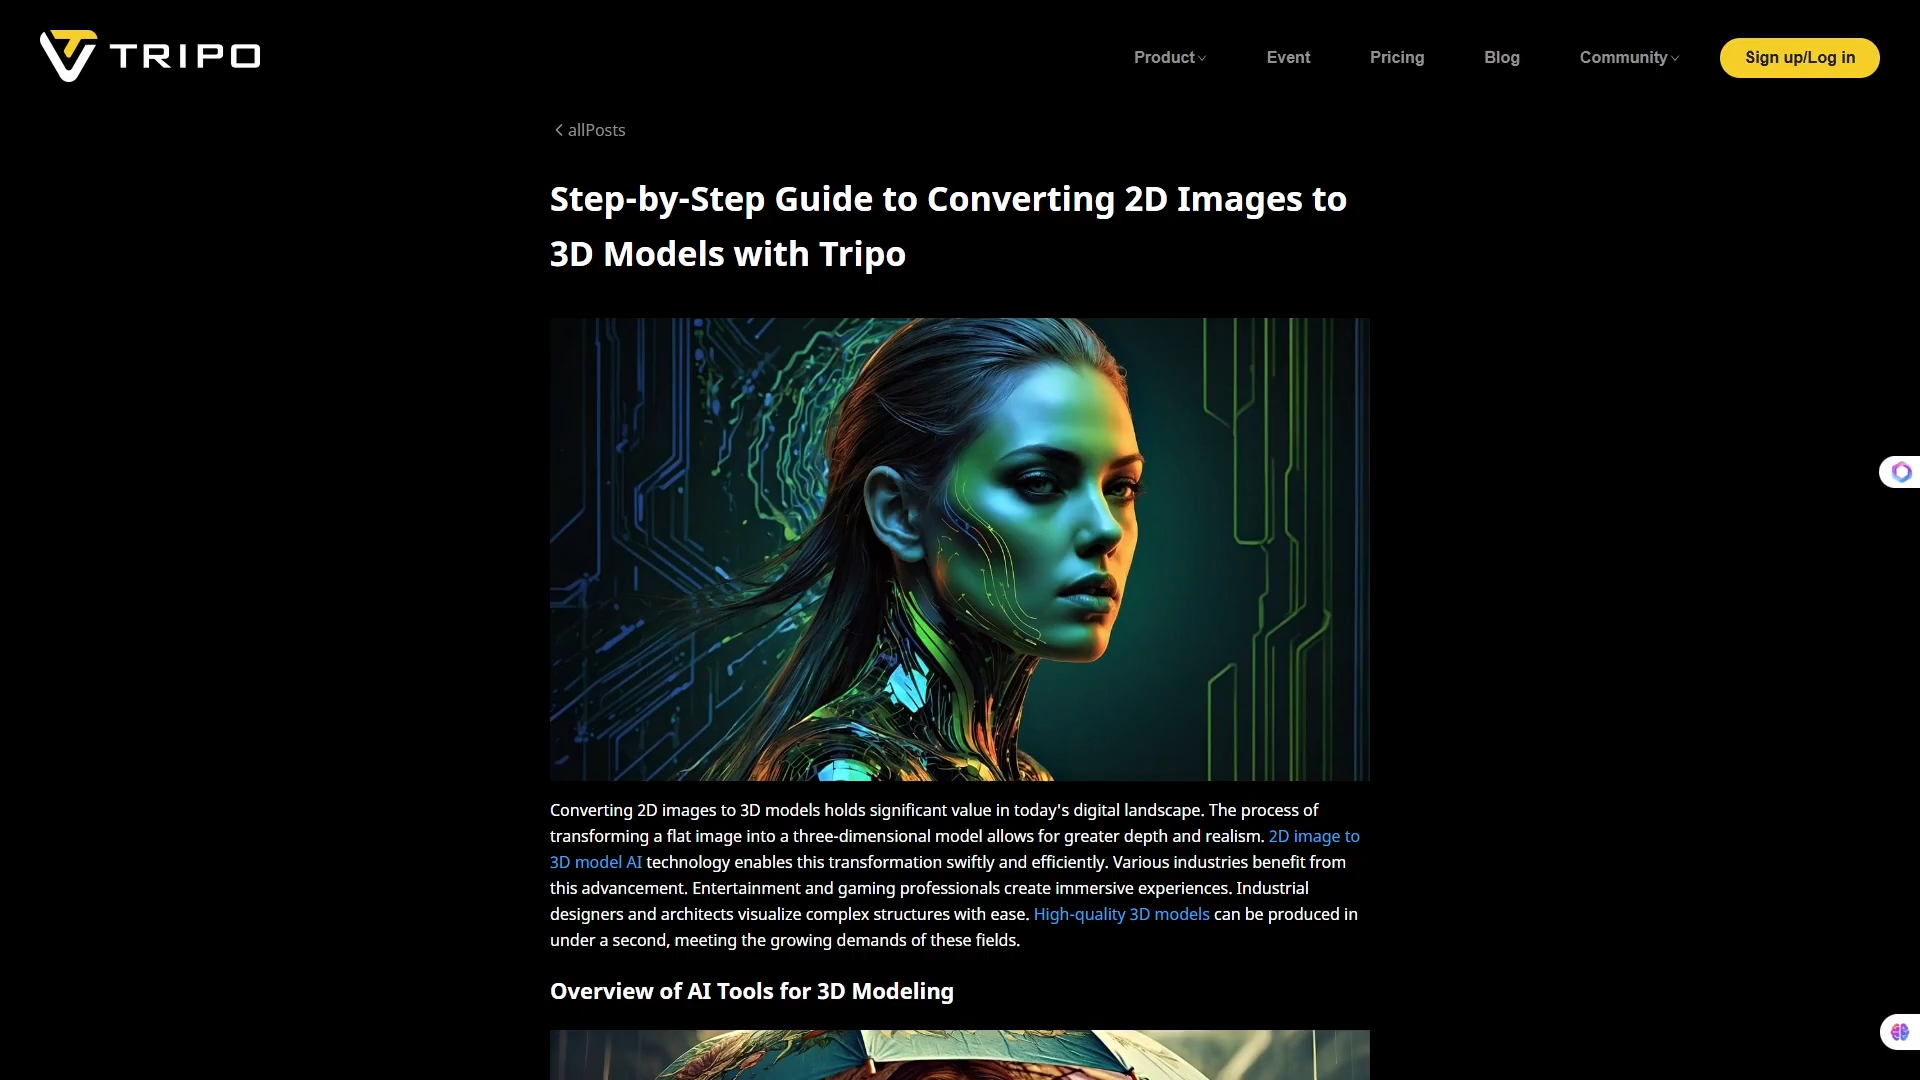 TRIPO
Product
Event
Pricing
Blog
Community
Sign up/Log in
allPosts
Step-by-Step Guide to Converting 2D Images to
3D Models with Tripo
Converting 2D images to 3D models holds significant value in today's digital landscape. The process of
transforming a flat image into a three-dimensional model allows for greater depth and realism. 2D image to
3D model AI technology enables this transformation swiftly and efficiently. Various industries benefit from
this advancement. Entertainment and gaming professionals create immersive experiences. Industrial
designers and architects visualize complex structures with ease. High-quality 3D models can be produced in
under a second, meeting the growing demands of these fields.
Overview of AI Tools for 3D Modeling